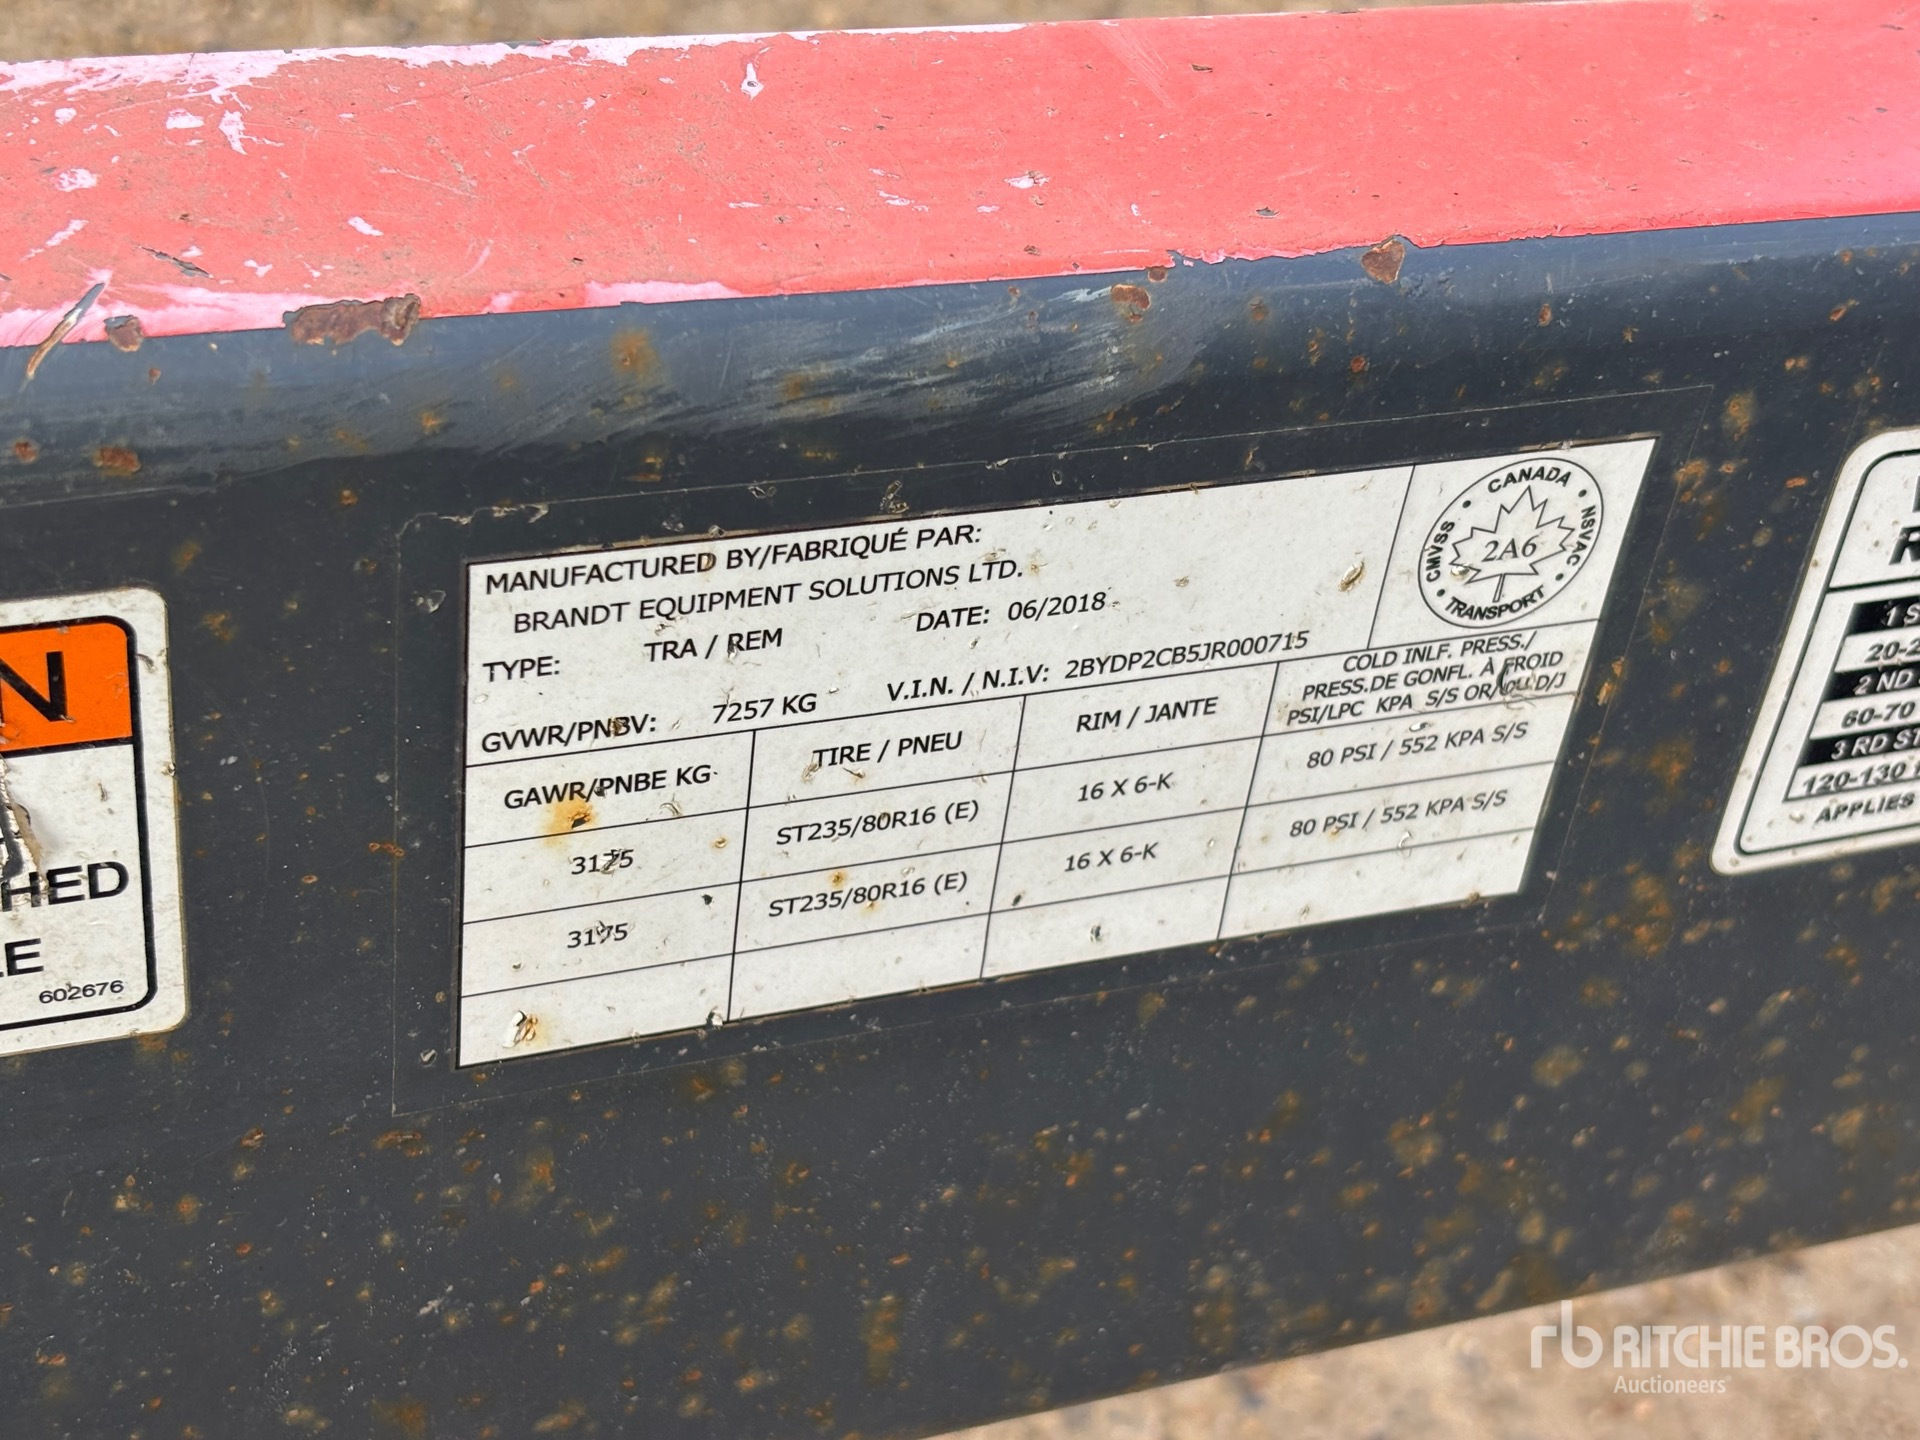 N
HED
LE
602676
MANUFACTURED BY/FABRIQUÉ PAR:
BRANDT EQUIPMENT SOLUTIONS LTD.
TYPE: TRA / REM DATE: 06/2018
GVWR/PNBV: 7257 KG V.I.N. / N.I.V: 2BYDP2CB5JR000715
CANADA
NSVAC
TRANSPORT
CMVSS
2A6
GAWR/PNBE KG TIRE / PNEU RIM / JANTE
COLD INLF. PRESS./
PRESS.DE GONFL. À FROID
PSI/LPC KPA S/S OR/OU D/J
3175 ST235/80R16 (E) 16 X 6-K 80 PSI / 552 KPA S/S
3175 ST235/80R16 (E) 16 X 6-K 80 PSI / 552 KPA S/S
1 S
20-2
2 ND
60-70
3 RD ST
120-130
APPLIES
rb RITCHIE BROS.
Auctioneers